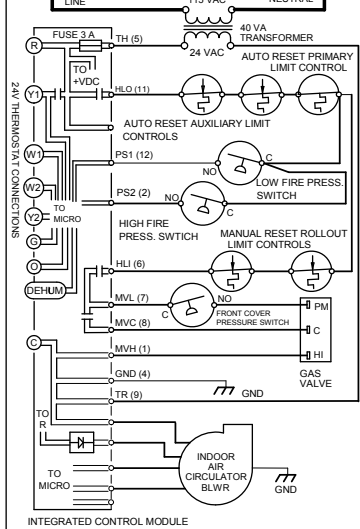 LINE
115 VAC
NEUTRAL
FUSE 3 A
TH (5)
40 VA
TRANSFORMER
24 VAC
R
TO
+VDC
AUTO RESET PRIMARY
LIMIT CONTROL
Y1
HLO (11)
AUTO RESET AUXILIARY LIMIT
CONTROLS
24V THERMOSTAT CONNECTIONS
W1
PS1 (12)
C
NO
LOW FIRE PRESS.
SWITCH
W2
PS2 (2)
NO
C
Y2
TO
MICRO
HIGH FIRE
PRESS. SWTICH
G
MANUAL RESET ROLLOUT
LIMIT CONTROLS
O
HLI (6)
DEHUM
MVL (7)
NO
C
FRONT COVER
PRESSURE SWITCH
PM
MVC (8)
C
C
MVH (1)
HI
GND (4)
GAS
VALVE
GND
TR (9)
TO
R
INDOOR
AIR
CIRCULATOR
BLWR
TO
MICRO
GND
INTEGRATED CONTROL MODULE